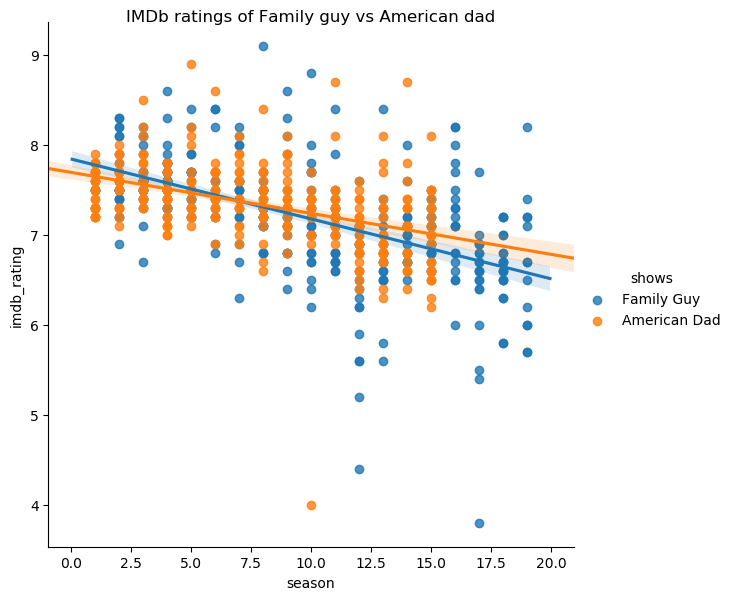 IMDb ratings of Family guy vs American dad
9
8
7
6
5
4
imdb_rating
0.0 2.5 5.0 7.5 10.0 12.5 15.0 17.5 20.0
season
shows
Family Guy
American Dad